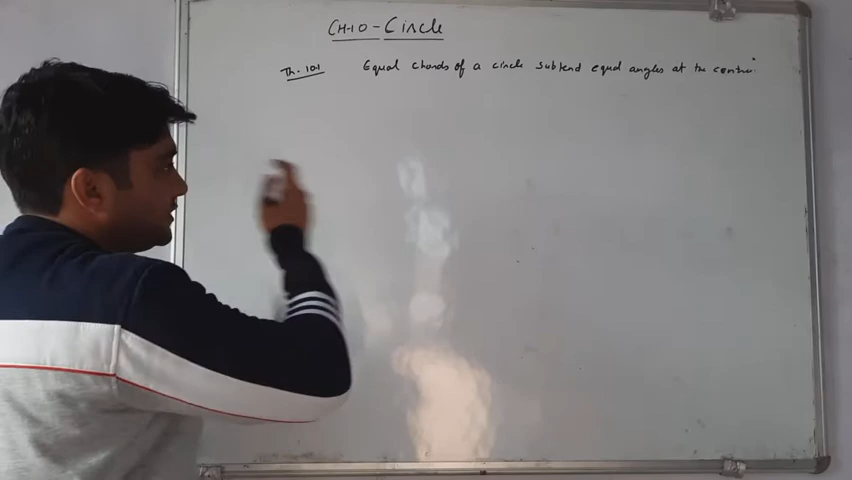 CH-10 - Circle
Th. 10.1 Equal chords of a circle subtend equal angles at the centre.